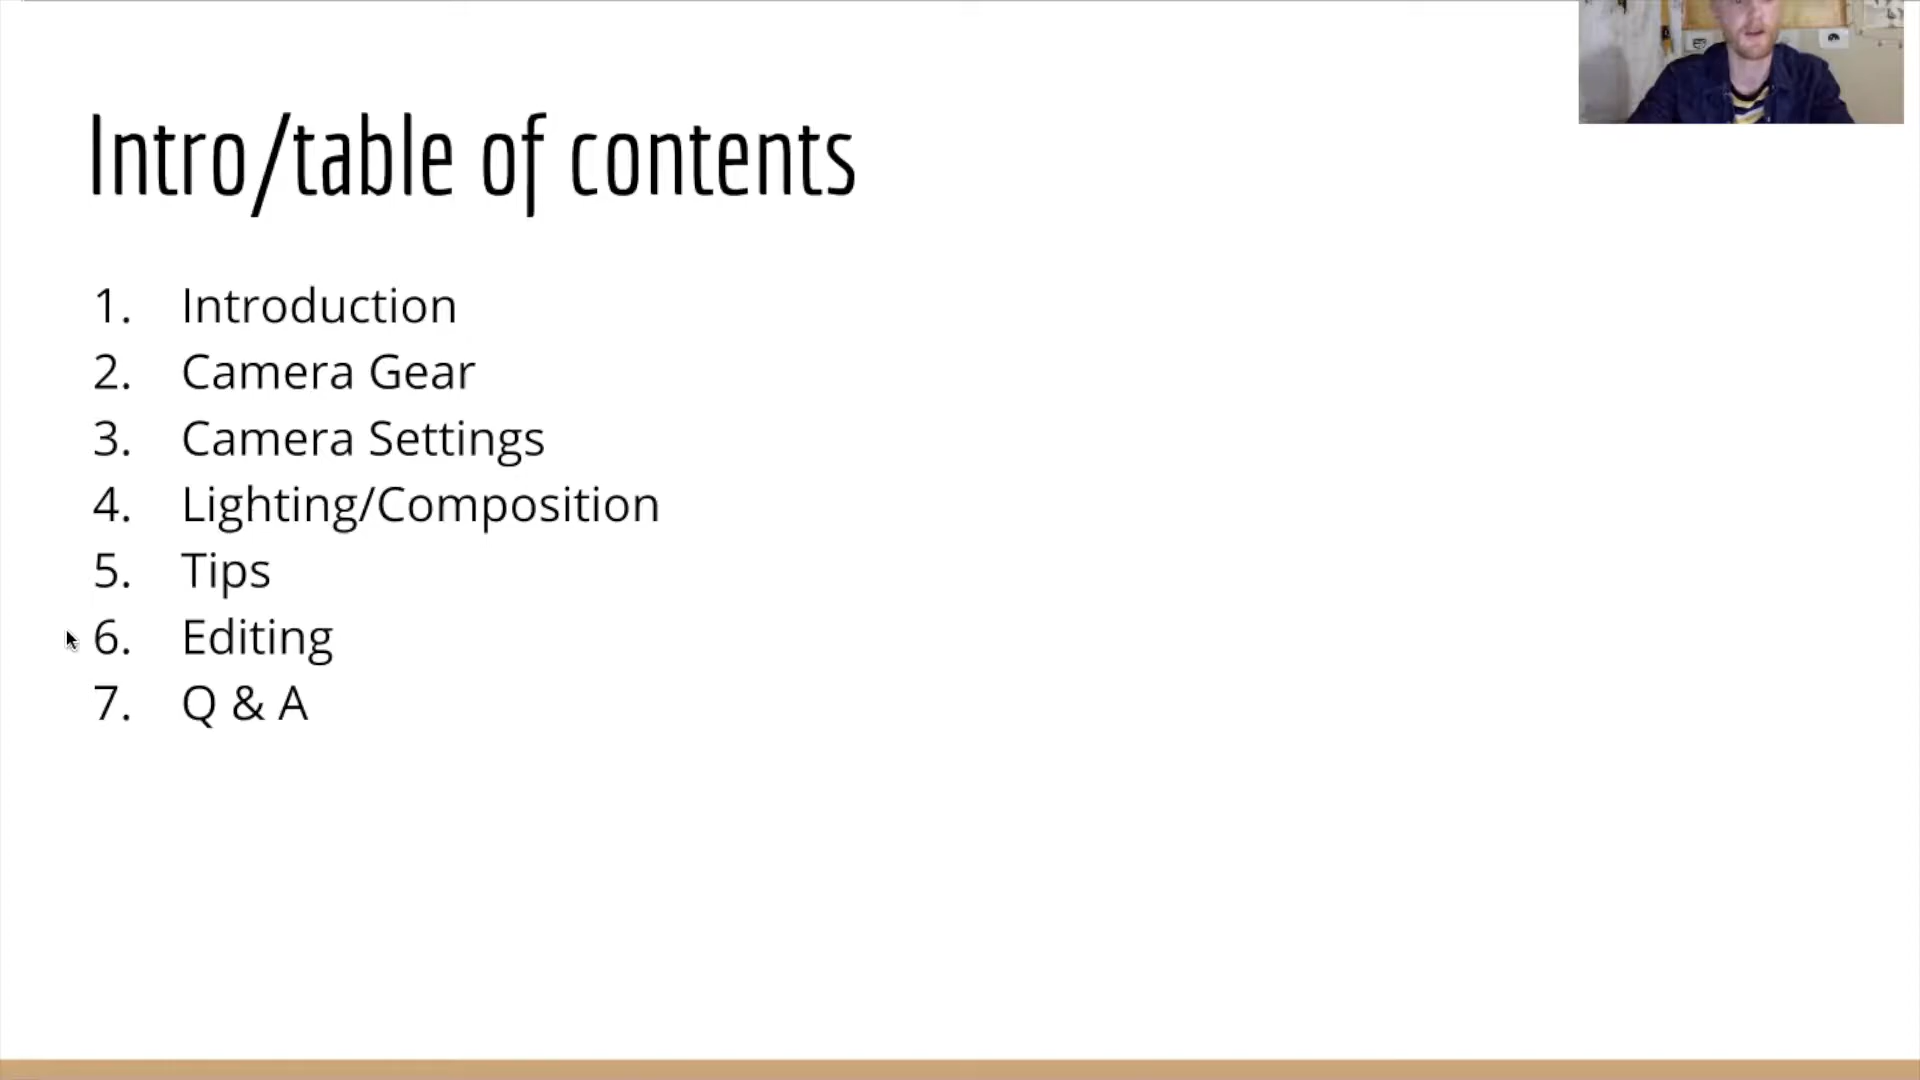 Intro/table of contents
1. Introduction
2. Camera Gear
3. Camera Settings
4. Lighting/Composition
5. Tips
6. Editing
7. Q & A